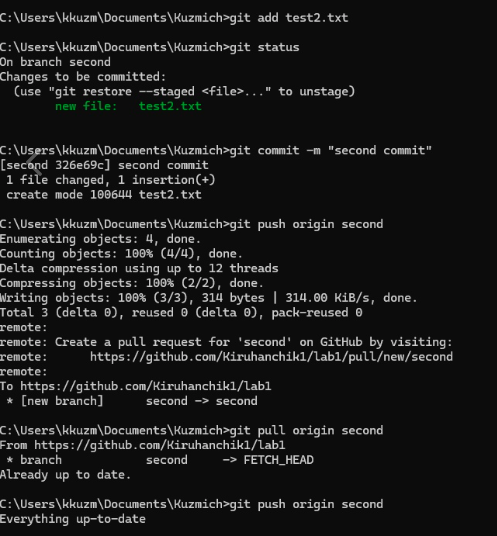 C:\Users\kkuzm\Documents\Kuzmich>git add test2.txt
C:\Users\kkuzm\Documents\Kuzmich>git status
On branch second
Changes to be committed:
  (use "git restore --staged <file>..." to unstage)
        new file:   test2.txt
C:\Users\kkuzm\Documents\Kuzmich>git commit -m "second commit"
[second 326e69c] second commit
 1 file changed, 1 insertion(+)
 create mode 100644 test2.txt
C:\Users\kkuzm\Documents\Kuzmich>git push origin second
Enumerating objects: 4, done.
Counting objects: 100% (4/4), done.
Delta compression using up to 12 threads
Compressing objects: 100% (2/2), done.
Writing objects: 100% (3/3), 314 bytes | 314.00 KiB/s, done.
Total 3 (delta 0), reused 0 (delta 0), pack-reused 0
remote:
remote: Create a pull request for 'second' on GitHub by visiting:
remote:      https://github.com/Kiruhanchik1/lab1/pull/new/second
remote:
To https://github.com/Kiruhanchik1/lab1
 * [new branch]      second -> second
C:\Users\kkuzm\Documents\Kuzmich>git pull origin second
From https://github.com/Kiruhanchik1/lab1
 * branch            second     -> FETCH_HEAD
Already up to date.
C:\Users\kkuzm\Documents\Kuzmich>git push origin second
Everything up-to-date